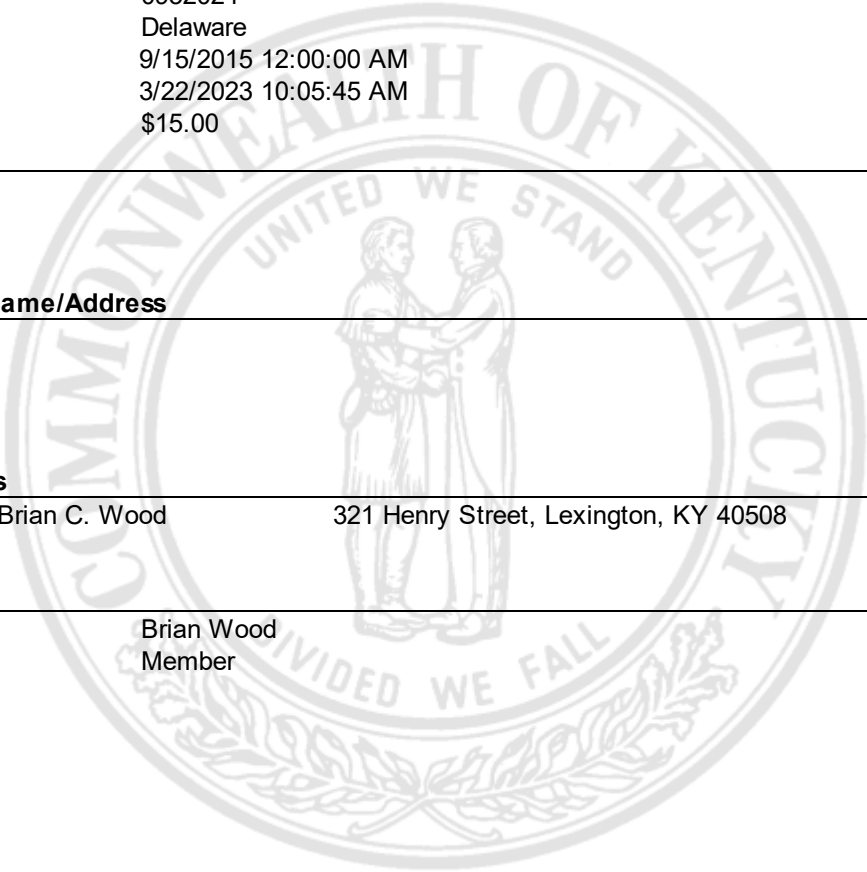 Delaware
9/15/2015 12:00:00 AM
3/22/2023 10:05:45 AM
$15.00
COMMONWEALTH OF KENTUCKY
UNITED WE STAND
ame/Address
s
Brian C. Wood 321 Henry Street, Lexington, KY 40508
Brian Wood
Member
DIVIDED WE FALL